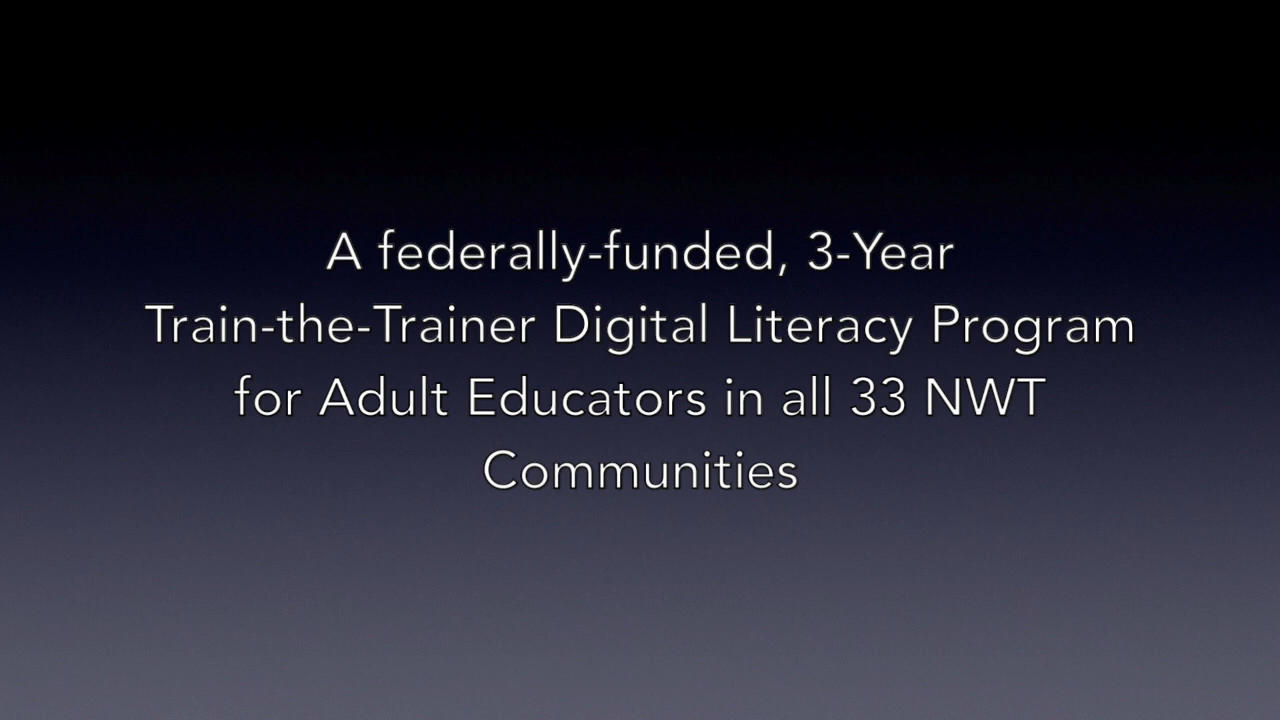 A federally-funded, 3-Year
Train-the-Trainer Digital Literacy Program
for Adult Educators in all 33 NWT
Communities